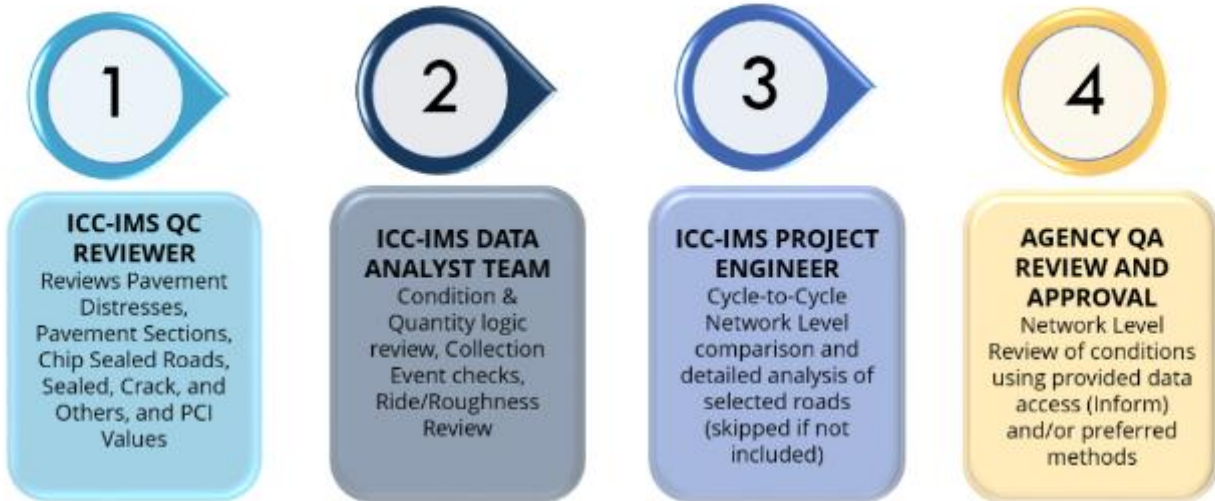 1
2
3
4
ICC-IMS QC
REVIEWER
Reviews Pavement
Distresses,
Pavement Sections,
Chip Sealed Roads,
Sealed, Crack, and
Others, and PCI
Values
ICC-IMS DATA
ANALYST TEAM
Condition &
Quantity logic
review, Collection
Event checks,
Ride/Roughness
Review
ICC-IMS PROJECT
ENGINEER
Cycle-to-Cycle
Network Level
comparison and
detailed analysis of
selected roads
(skipped if not
included)
AGENCY QA
REVIEW AND
APPROVAL
Network Level
Review of conditions
using provided data
access (Inform)
and/or preferred
methods